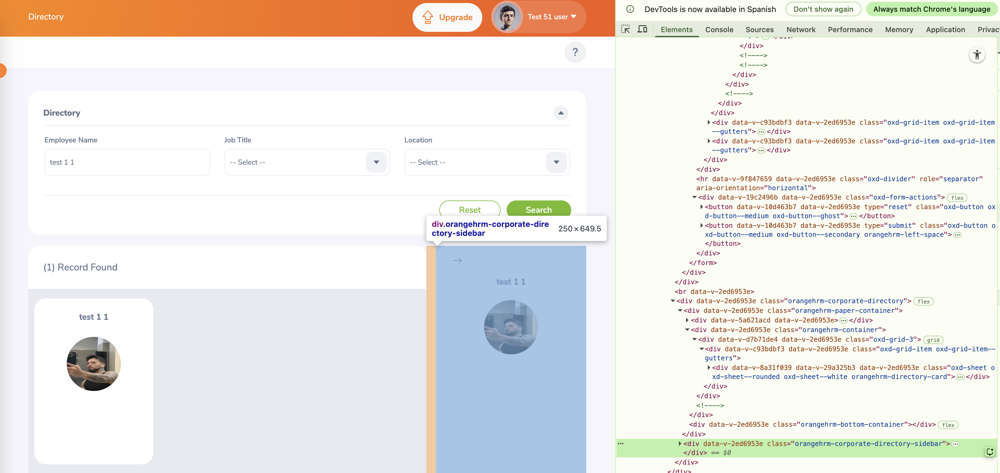 Directory
Upgrade
Test 51 user
?
Directory
Employee Name
Job Title
Location
test 1 1
-- Select --
-- Select --
Reset
Search
div.orangehrm-corporate-dire
ctory-sidebar
250 × 649.5
(1) Record Found
test 1 1
test 1 1
DevTools is now available in Spanish
Don't show again
Always match Chrome's language
Elements
Console
Sources
Network
Performance
Memory
Application
Privac
</div>
<!---->
<!---->
</div>
</div>
<!---->
</div>
</div>
<div data-v-c93bdbf3 data-v-2ed6953e class="oxd-grid-item oxd-grid-item
--gutters">…</div>
<div data-v-c93bdbf3 data-v-2ed6953e class="oxd-grid-item oxd-grid-item
--gutters">…</div>
</div>
</div>
<hr data-v-9f847659 data-v-2ed6953e class="oxd-divider" role="separator"
aria-orientation="horizontal">
<div data-v-19c2496b data-v-2ed6953e class="oxd-form-actions"> flex
<button data-v-10d463b7 data-v-2ed6953e type="reset" class="oxd-button ox
d-button--medium oxd-button--ghost">…</button>
<button data-v-10d463b7 data-v-2ed6953e type="submit" class="oxd-button o
xd-button--medium oxd-button--secondary orangehrm-left-space">…
</button>
</div>
</form>
</div>
</div>
<br data-v-2ed6953e>
<div data-v-2ed6953e class="orangehrm-corporate-directory"> flex
<div data-v-2ed6953e class="orangehrm-paper-container">
<div data-v-5a621acd data-v-2ed6953e>…</div>
<div data-v-2ed6953e class="orangehrm-container">
<div data-v-d7b71de4 data-v-2ed6953e class="oxd-grid-3"> grid
<div data-v-c93bdbf3 data-v-2ed6953e class="oxd-grid-item oxd-grid-item--
gutters">
<div data-v-8a31f039 data-v-29a325b3 data-v-2ed6953e class="oxd-sheet o
xd-sheet--rounded oxd-sheet--white orangehrm-directory-card">…</div>
</div>
</div>
<!---->
</div>
<div data-v-2ed6953e class="orangehrm-bottom-container"></div> flex
</div>
… <div data-v-2ed6953e class="orangehrm-corporate-directory-sidebar">…
</div> == $0
</div>
</div>